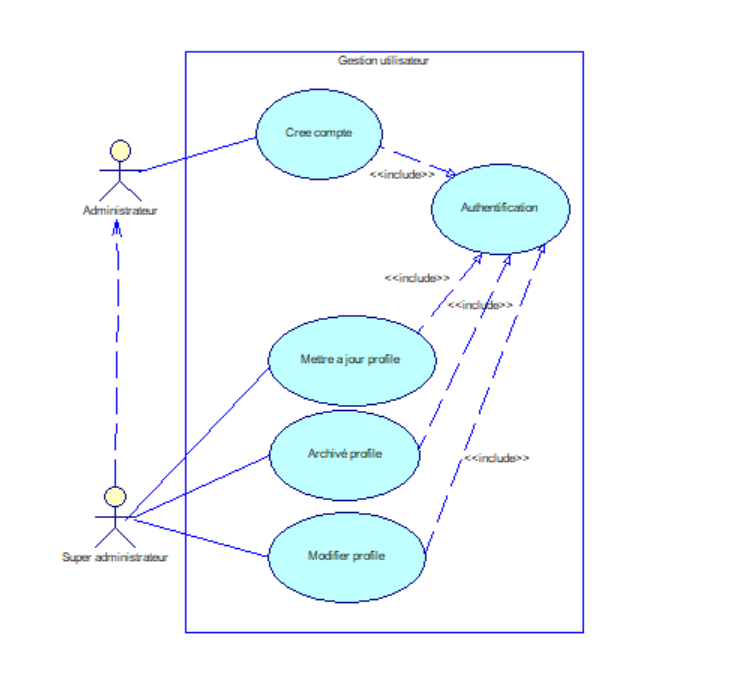 Gestion utilisateur
Cree compte
<<include>>
Authentification
Administrateur
<<include>>
<<include>>
Mettre a jour profile
Archivé profile
<<include>>
Modifier profile
Super administrateur